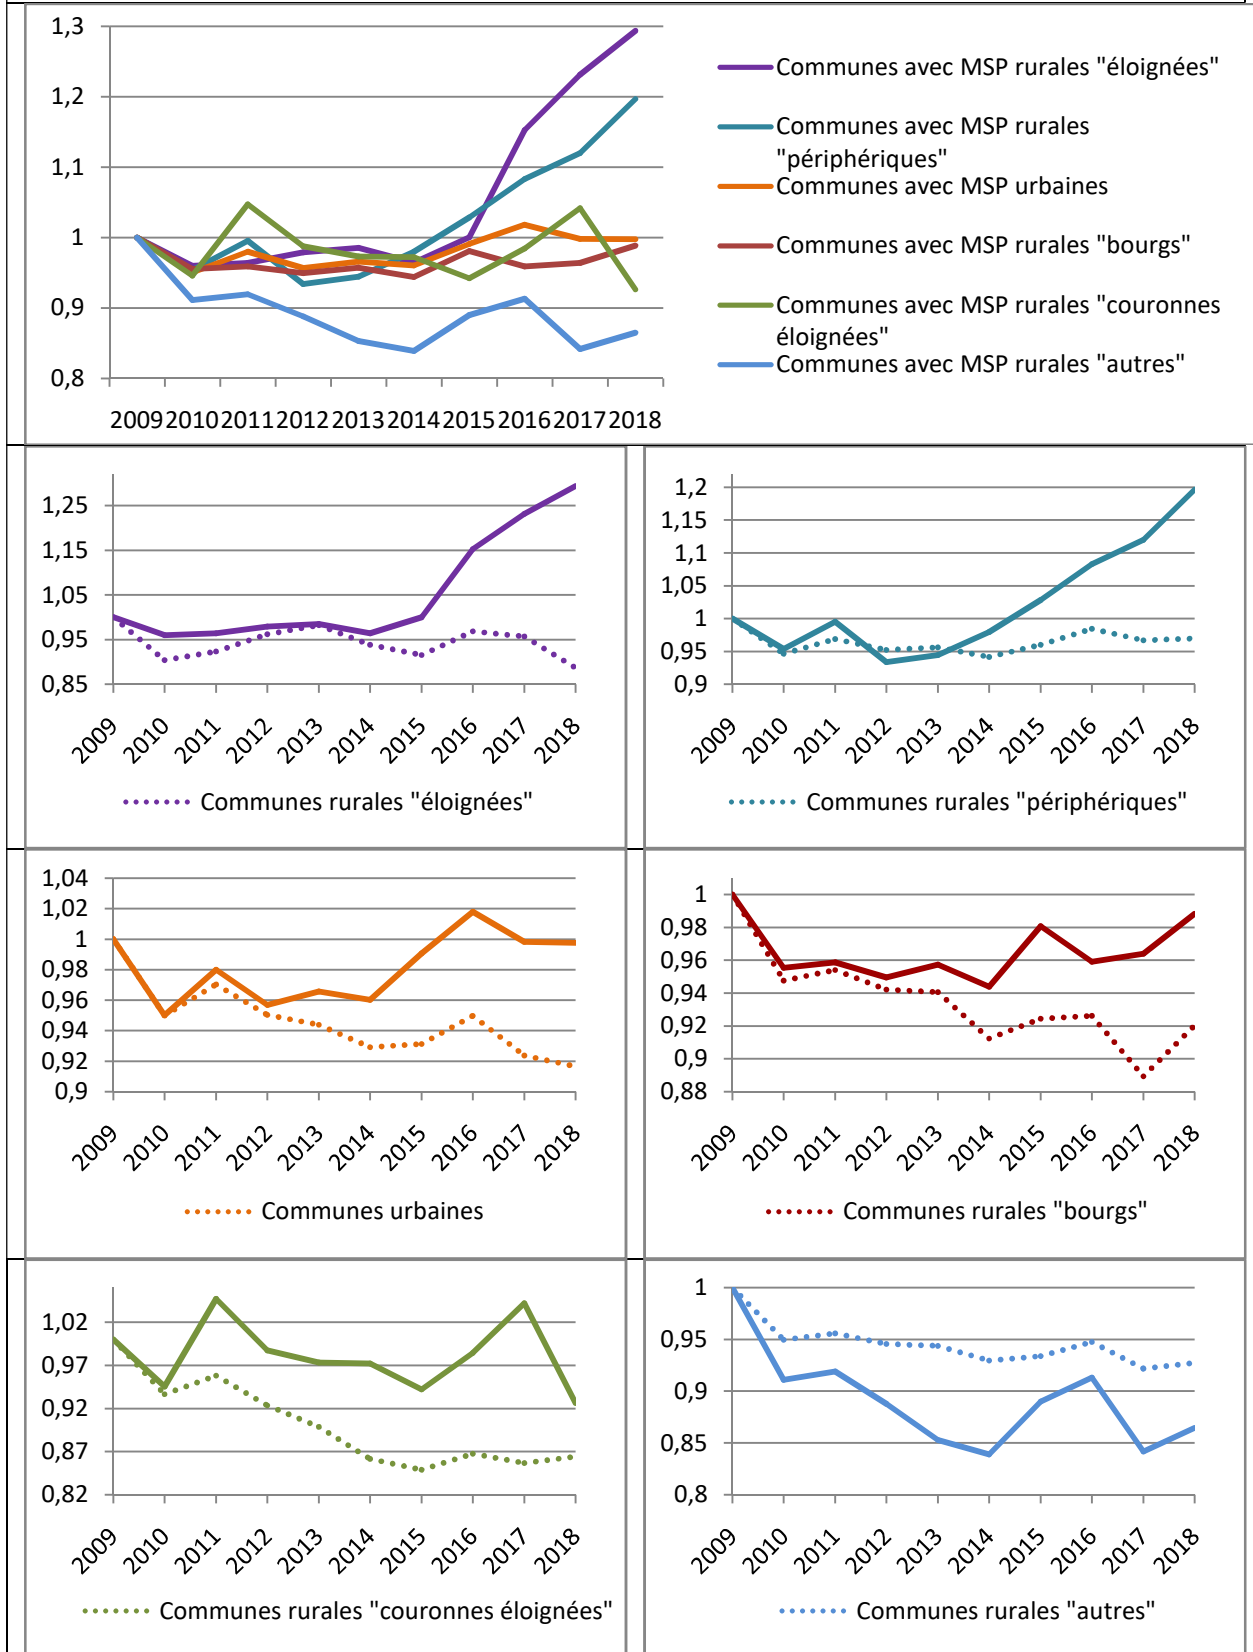 1,3
1,2
1,1
1
0,9
0,8
2009 2010 2011 2012 2013 2014 2015 2016 2017 2018
Communes avec MSP rurales "éloignées"
Communes avec MSP rurales
"périphériques"
Communes avec MSP urbaines
Communes avec MSP rurales "bourgs"
Communes avec MSP rurales "couronnes
éloignées"
Communes avec MSP rurales "autres"
1,25
1,15
1,05
0,95
0,85
2009 2010 2011 2012 2013 2014 2015 2016 2017 2018
Communes rurales "éloignées"
1,2
1,15
1,1
1,05
1
0,95
0,9
2009 2010 2011 2012 2013 2014 2015 2016 2017 2018
Communes rurales "périphériques"
1,04
1,02
1
0,98
0,96
0,94
0,92
0,9
2009 2010 2011 2012 2013 2014 2015 2016 2017 2018
Communes urbaines
1
0,98
0,96
0,94
0,92
0,9
0,88
2009 2010 2011 2012 2013 2014 2015 2016 2017 2018
Communes rurales "bourgs"
1,02
0,97
0,92
0,87
0,82
2009 2010 2011 2012 2013 2014 2015 2016 2017 2018
Communes rurales "couronnes éloignées"
1
0,95
0,9
0,85
0,8
2009 2010 2011 2012 2013 2014 2015 2016 2017 2018
Communes rurales "autres"